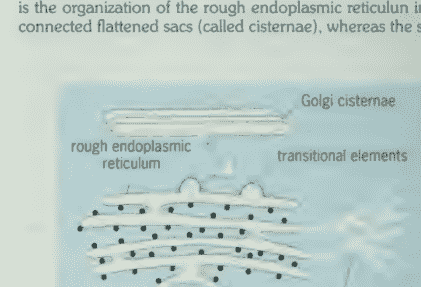 is the organization of the rough endoplasmic reticulun i
connected flattened sacs (called cisternae), whereas the s
Golgi cisternae
rough endoplasmic
reticulum
transitional elements